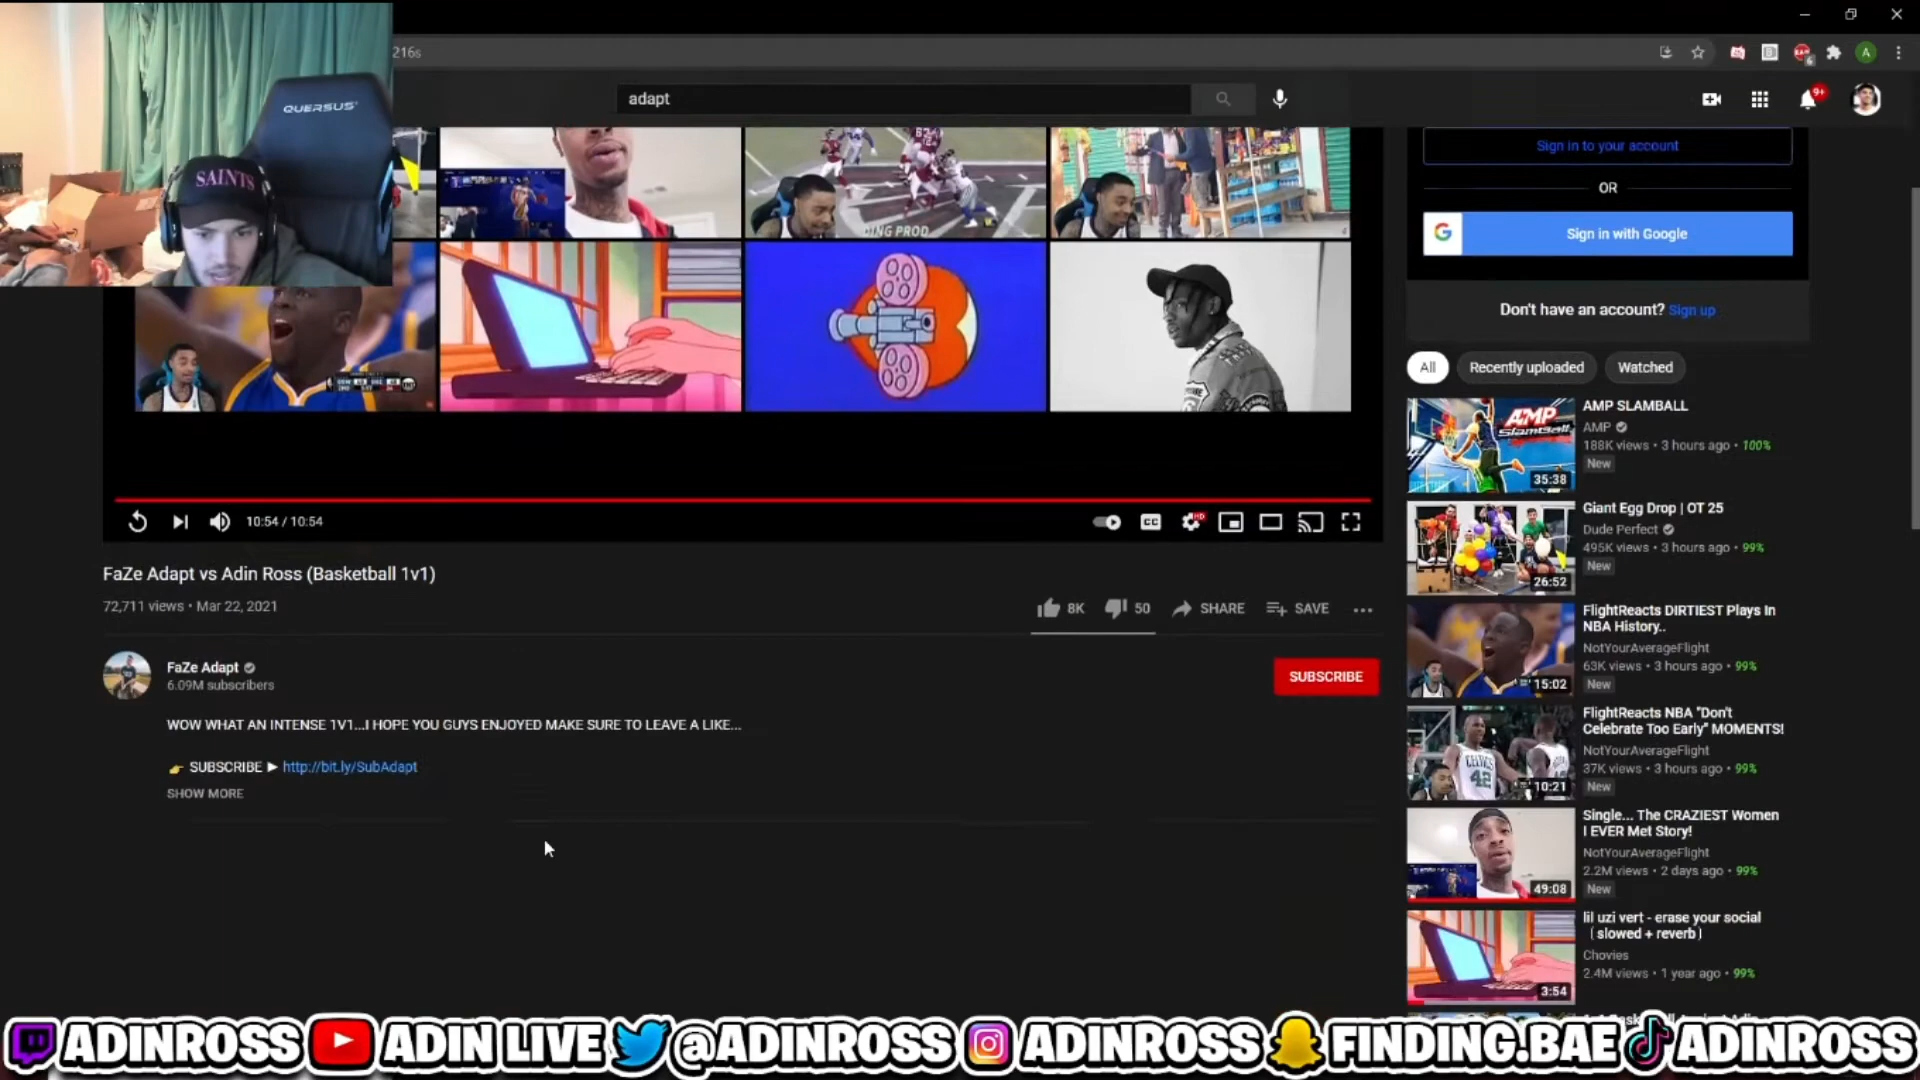 216s
QUERSUS
SAINTS
adapt
9+
Sign in to your account
OR
Sign in with Google
Don't have an account? Sign up
All
Recently uploaded
Watched
10:54 / 10:54
CC
HD
FaZe Adapt vs Adin Ross (Basketball 1v1)
72,711 views • Mar 22, 2021
8K
50
SHARE
SAVE
FaZe Adapt
6.09M subscribers
SUBSCRIBE
WOW WHAT AN INTENSE 1V1...I HOPE YOU GUYS ENJOYED MAKE SURE TO LEAVE A LIKE...
👉 SUBSCRIBE ► http://bit.ly/SubAdapt
SHOW MORE
AMP Slamball
35:38
AMP SLAMBALL
AMP
188K views • 3 hours ago • 100%
New
26:52
Giant Egg Drop | OT 25
Dude Perfect
495K views • 3 hours ago • 99%
New
15:02
FlightReacts DIRTIEST Plays In
NBA History..
NotYourAverageFlight
63K views • 3 hours ago • 99%
New
CELTICS
42
10:21
FlightReacts NBA "Don't
Celebrate Too Early" MOMENTS!
NotYourAverageFlight
37K views • 3 hours ago • 99%
New
49:08
Single... The CRAZIEST Women
I EVER Met Story!
NotYourAverageFlight
2.2M views • 2 days ago • 99%
New
3:54
lil uzi vert - erase your social
〔slowed + reverb〕
Chovies
2.4M views • 1 year ago • 99%
ADINROSS ADIN LIVE @ADINROSS ADINROSS FINDING.BAE ADINROSS